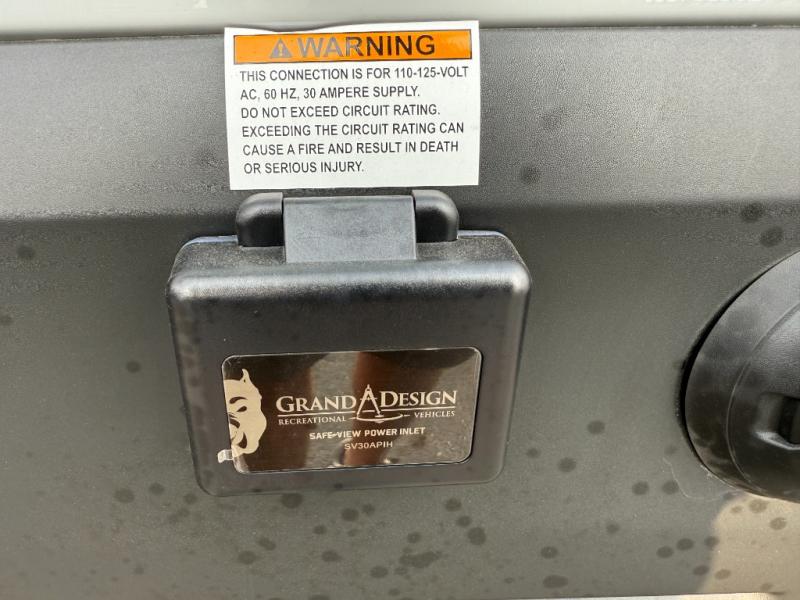 WARNING
THIS CONNECTION IS FOR 110-125-VOLT
AC, 60 HZ, 30 AMPERE SUPPLY.
DO NOT EXCEED CIRCUIT RATING.
EXCEEDING THE CIRCUIT RATING CAN
CAUSE A FIRE AND RESULT IN DEATH
OR SERIOUS INJURY.
GRAND DESIGN
RECREATIONAL VEHICLES
SAFE-VIEW POWER INLET
SV30APIH